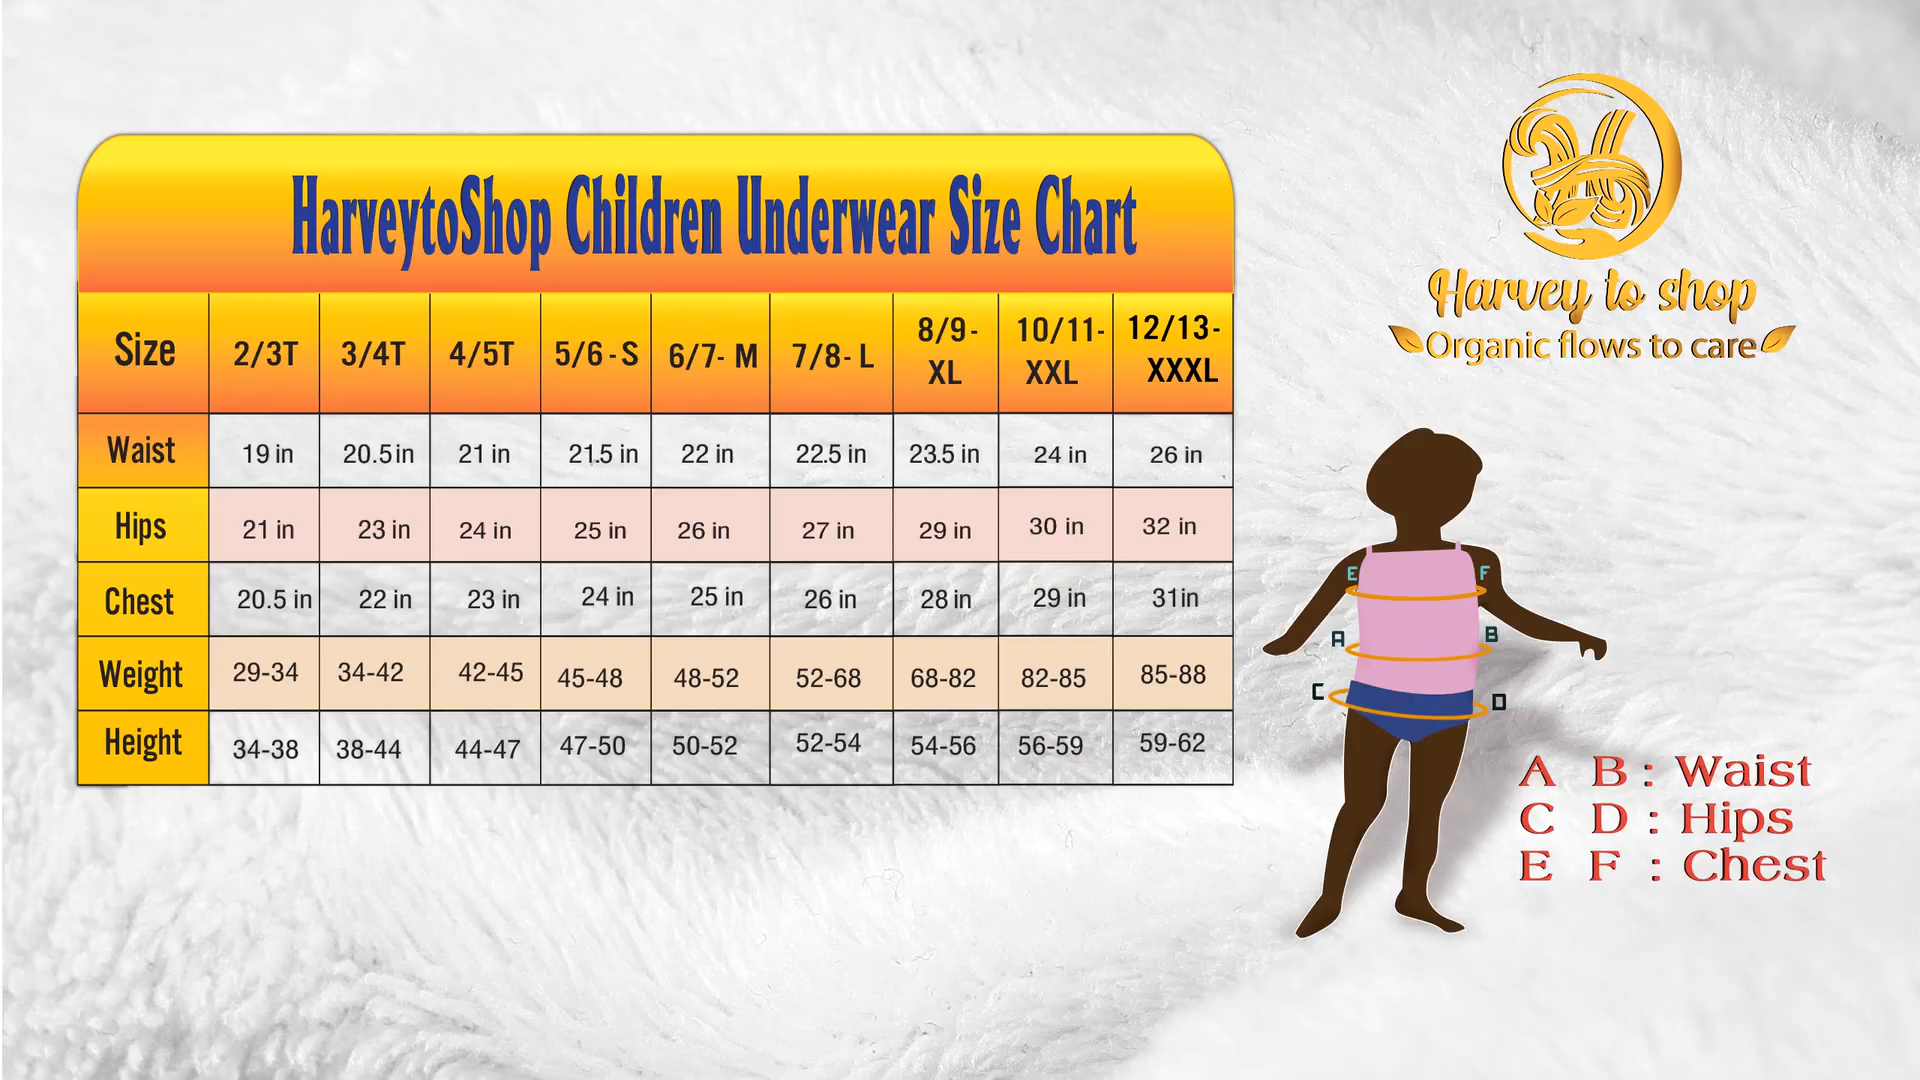 HarveytoShop Children Underwear Size Chart
Size 2/3T 3/4T 4/5T 5/6 - S 6/7- M 7/8- L 8/9- XL 10/11- XXL 12/13- XXXL
Waist 19 in 20.5 in 21 in 21.5 in 22 in 22.5 in 23.5 in 24 in 26 in
Hips 21 in 23 in 24 in 25 in 26 in 27 in 29 in 30 in 32 in
Chest 20.5 in 22 in 23 in 24 in 25 in 26 in 28 in 29 in 31in
Weight 29-34 34-42 42-45 45-48 48-52 52-68 68-82 82-85 85-88
Height 34-38 38-44 44-47 47-50 50-52 52-54 54-56 56-59 59-62
Harvey to shop
Organic flows to care
E F
A B
C D
A B : Waist
C D : Hips
E F : Chest